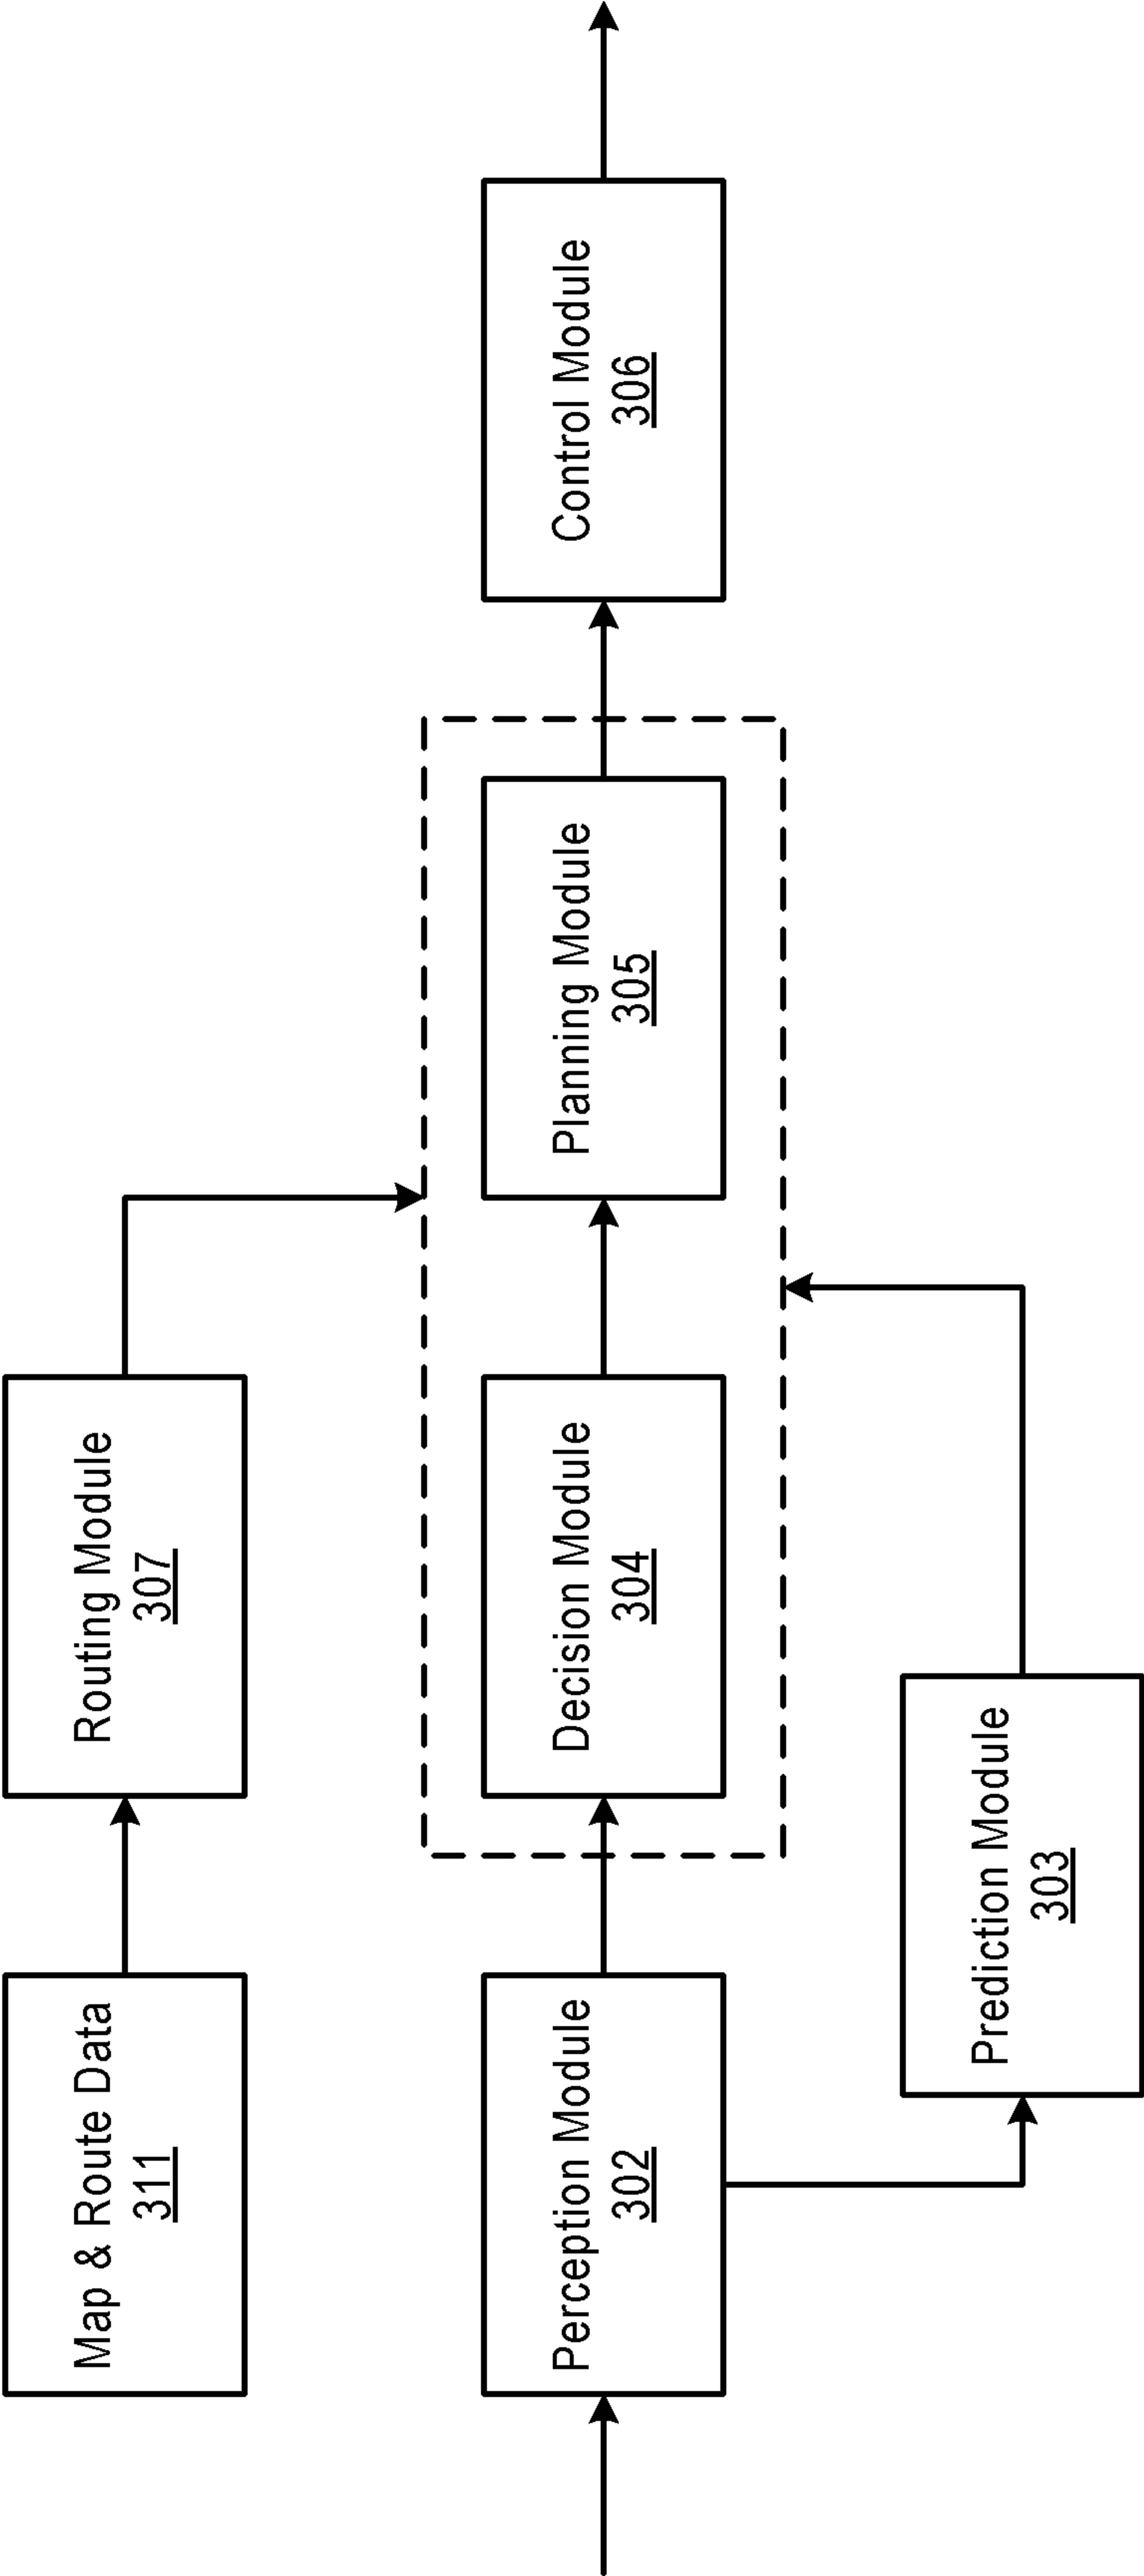 Map & Route Data
311
Routing Module
307
Perception Module
302
Decision Module
304
Planning Module
305
Control Module
306
Prediction Module
303